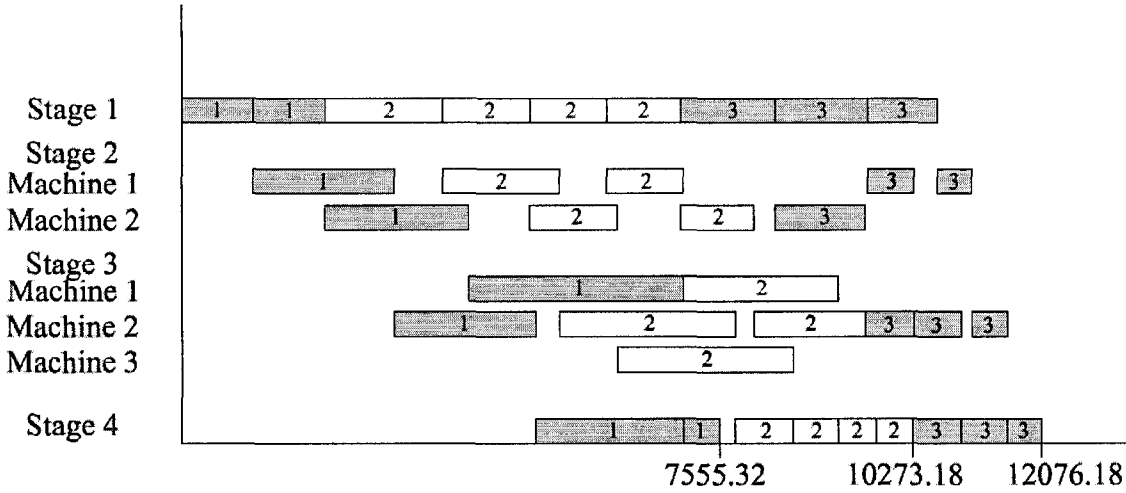 Stage 1 1 1 2 2 2 2 3 3 3
Stage 2
Machine 1 1 2 2 3 3
Machine 2 1 2 2 3
Stage 3
Machine 1 1 2
Machine 2 1 2 2 3 3 3
Machine 3 2
Stage 4 1 1 2 2 2 2 3 3 3
7555.32 10273.18 12076.18